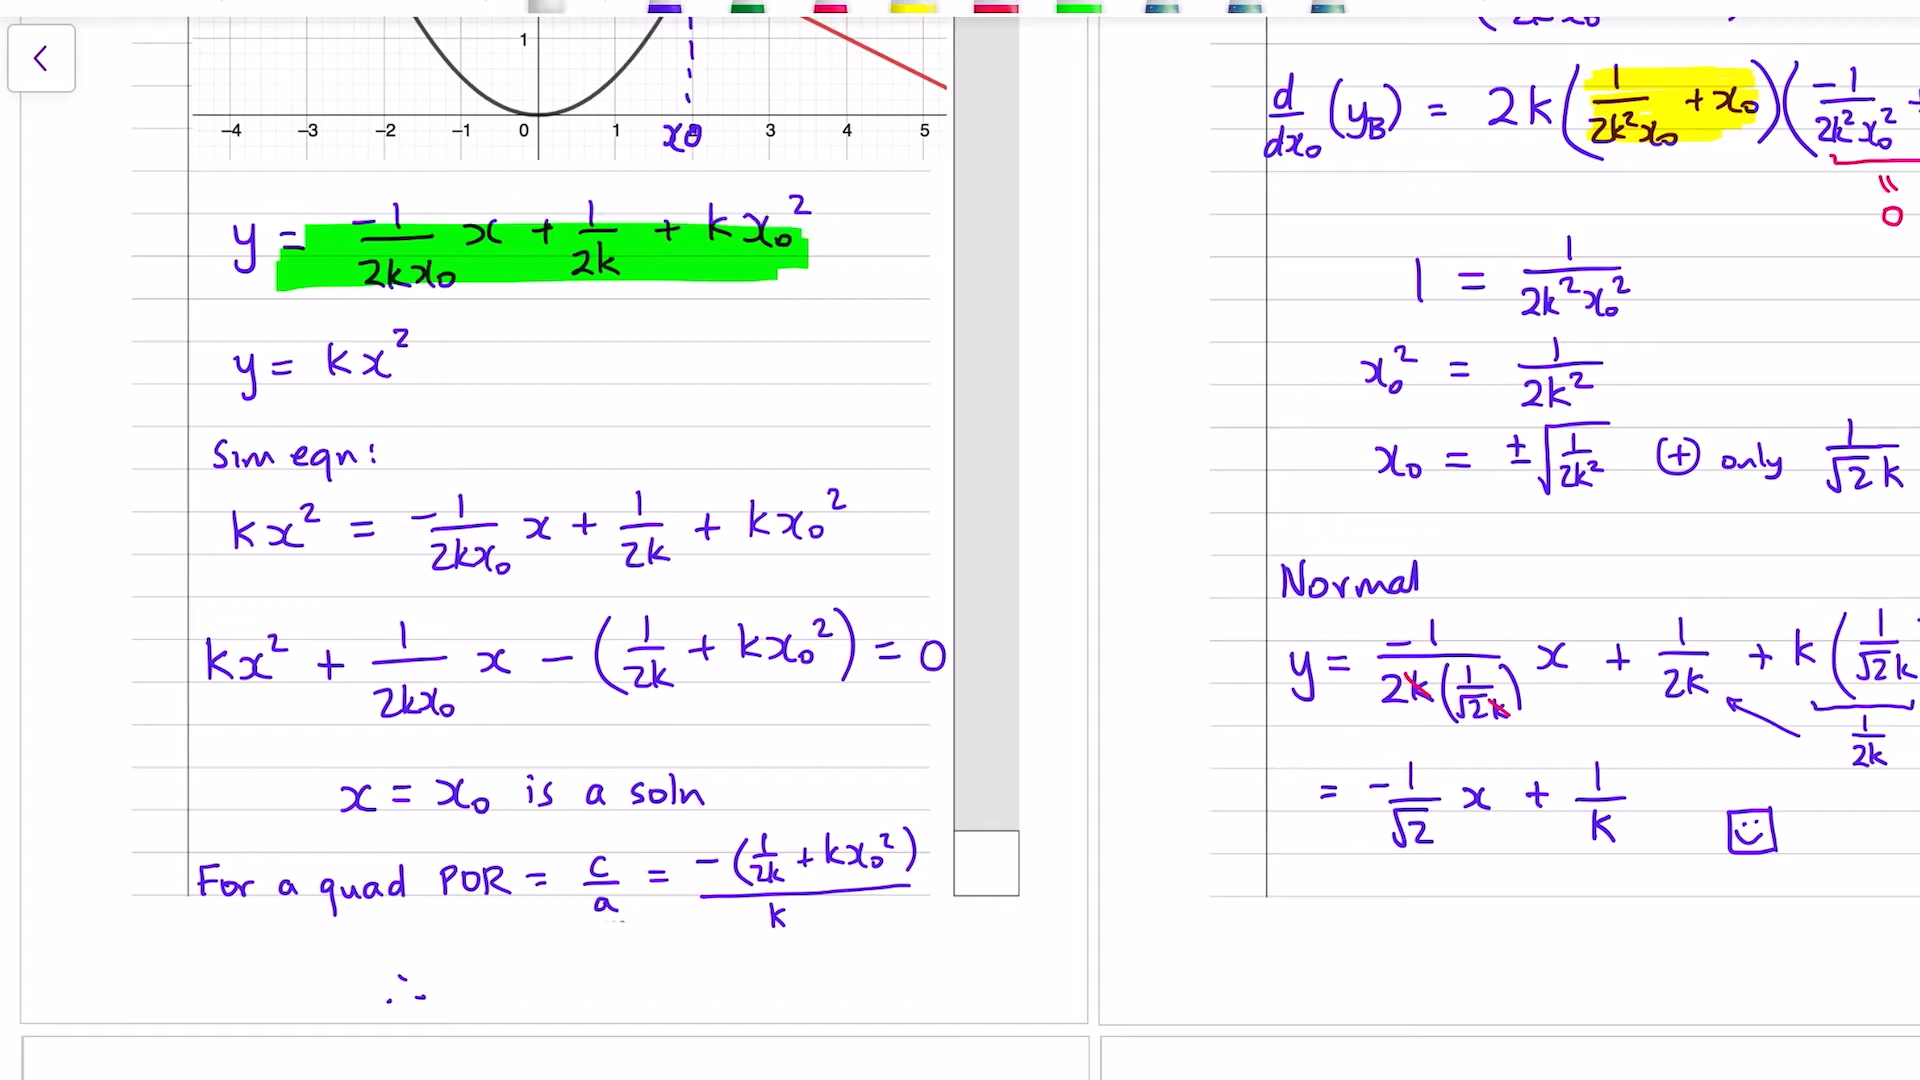 1
−4 −3 −2 −1 0 1 3 4 5
x₀
y = -1/(2kx₀) x + 1/(2k) + kx₀²
y = kx²
Sim eqn:
kx² = -1/(2kx₀) x + 1/(2k) + kx₀²
kx² + 1/(2kx₀) x − (1/(2k) + kx₀²) = 0
x = x₀ is a soln
For a quad POR = c/a = −(1/(2k) + kx₀²)/k
∴
d/dx₀ (y_B) = 2k(1/(2k²x₀) + x₀)(-1/(2k²x₀²) +
=
0
1 = 1/(2k²x₀²)
x₀² = 1/(2k²)
x₀ = ±√(1/(2k²)) (+) only 1/(√2 k)
Normal
y = -1/(2k(1/(√2k))) x + 1/(2k) + k(1/(√2k)
1/(2k)
= -1/√2 x + 1/k